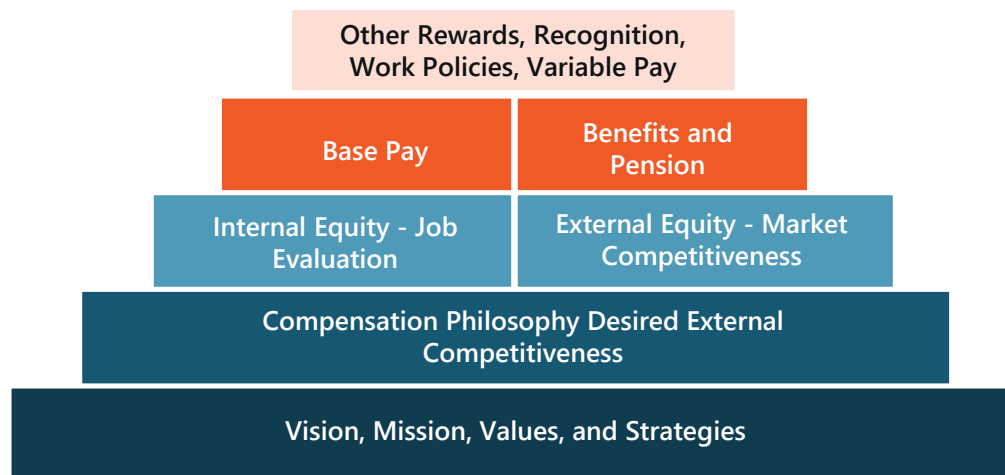 Other Rewards, Recognition,
Work Policies, Variable Pay
Base Pay
Benefits and
Pension
Internal Equity - Job
Evaluation
External Equity - Market
Competitiveness
Compensation Philosophy Desired External
Competitiveness
Vision, Mission, Values, and Strategies